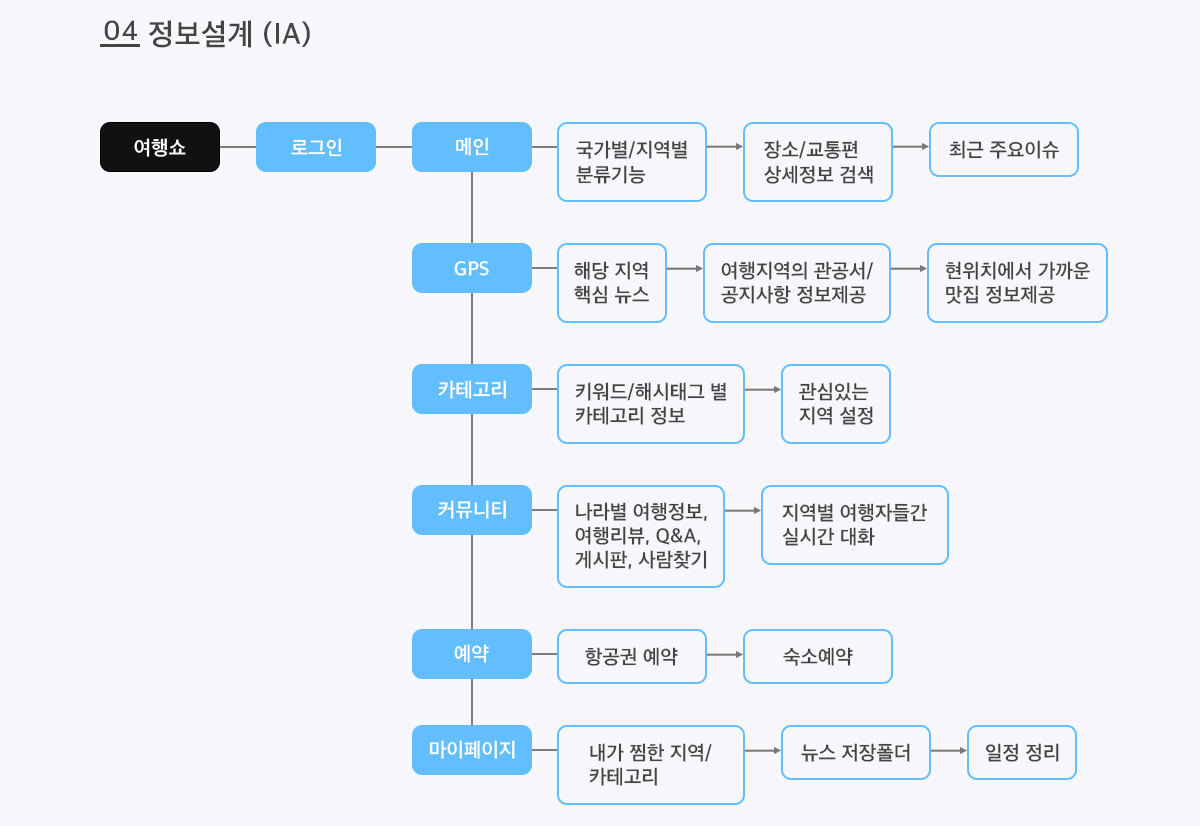 04 정보설계 (IA)
여행쇼
로그인
메인
국가별/지역별
분류기능
장소/교통편
상세정보 검색
최근 주요이슈
GPS
해당 지역
핵심 뉴스
여행지역의 관공서/
공지사항 정보제공
현위치에서 가까운
맛집 정보제공
카테고리
키워드/해시태그 별
카테고리 정보
관심있는
지역 설정
커뮤니티
나라별 여행정보,
여행리뷰, Q&A,
게시판, 사람찾기
지역별 여행자들간
실시간 대화
예약
항공권 예약
숙소예약
마이페이지
내가 찜한 지역/
카테고리
뉴스 저장폴더
일정 정리